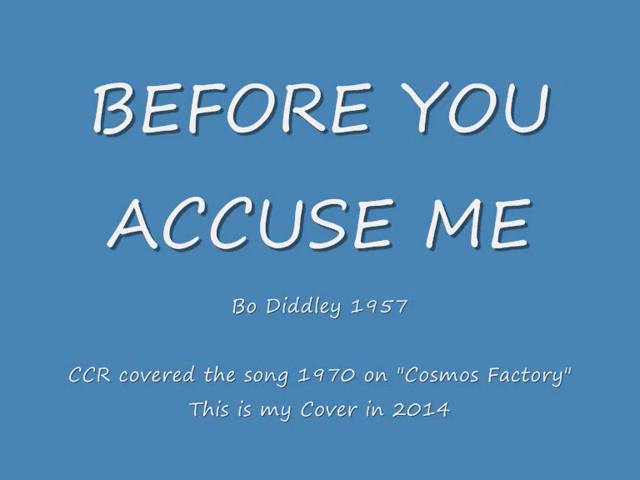 BEFORE YOU
ACCUSE ME
Bo Diddley 1957
CCR covered the song 1970 on "Cosmos Factory"
This is my Cover in 2014